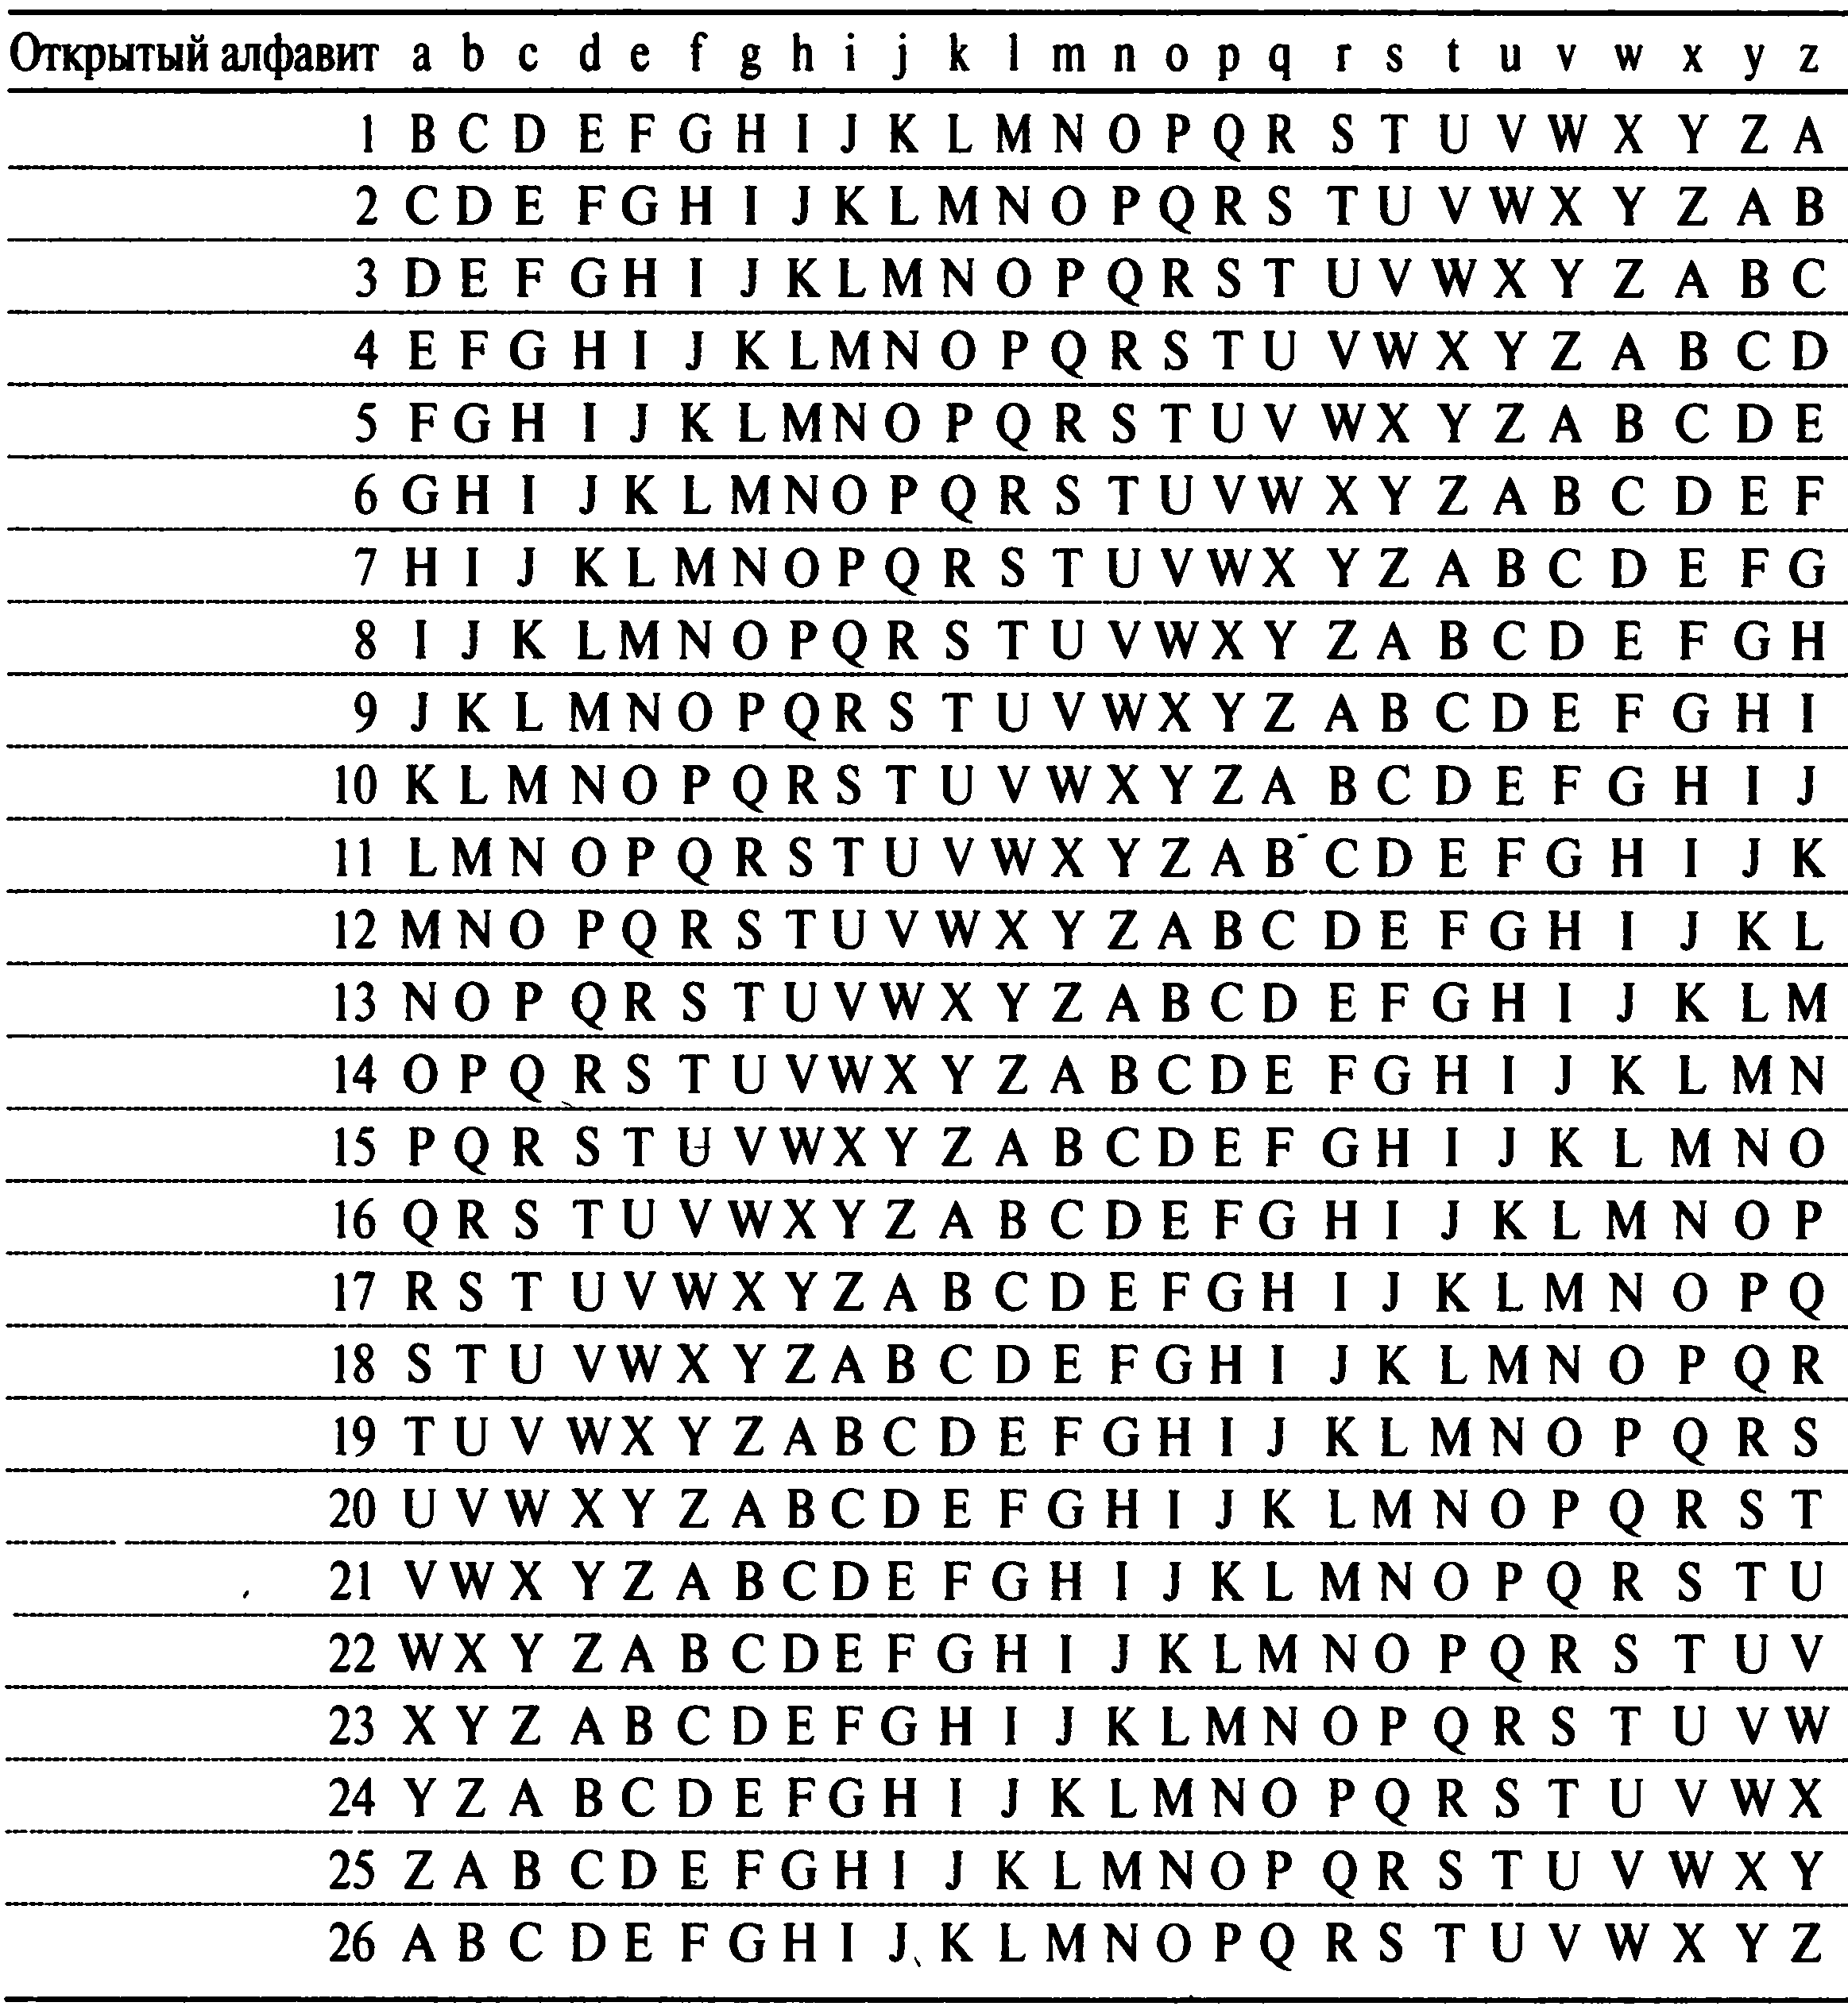 Открытый алфавит a b c d e f g h i j k l m n o p q r s t u v w x y z
1 B C D E F G H I J K L M N O P Q R S T U V W X Y Z A
2 C D E F G H I J K L M N O P Q R S T U V W X Y Z A B
3 D E F G H I J K L M N O P Q R S T U V W X Y Z A B C
4 E F G H I J K L M N O P Q R S T U V W X Y Z A B C D
5 F G H I J K L M N O P Q R S T U V W X Y Z A B C D E
6 G H I J K L M N O P Q R S T U V W X Y Z A B C D E F
7 H I J K L M N O P Q R S T U V W X Y Z A B C D E F G
8 I J K L M N O P Q R S T U V W X Y Z A B C D E F G H
9 J K L M N O P Q R S T U V W X Y Z A B C D E F G H I
10 K L M N O P Q R S T U V W X Y Z A B C D E F G H I J
11 L M N O P Q R S T U V W X Y Z A B C D E F G H I J K
12 M N O P Q R S T U V W X Y Z A B C D E F G H I J K L
13 N O P Q R S T U V W X Y Z A B C D E F G H I J K L M
14 O P Q R S T U V W X Y Z A B C D E F G H I J K L M N
15 P Q R S T U V W X Y Z A B C D E F G H I J K L M N O
16 Q R S T U V W X Y Z A B C D E F G H I J K L M N O P
17 R S T U V W X Y Z A B C D E F G H I J K L M N O P Q
18 S T U V W X Y Z A B C D E F G H I J K L M N O P Q R
19 T U V W X Y Z A B C D E F G H I J K L M N O P Q R S
20 U V W X Y Z A B C D E F G H I J K L M N O P Q R S T
21 V W X Y Z A B C D E F G H I J K L M N O P Q R S T U
22 W X Y Z A B C D E F G H I J K L M N O P Q R S T U V
23 X Y Z A B C D E F G H I J K L M N O P Q R S T U V W
24 Y Z A B C D E F G H I J K L M N O P Q R S T U V W X
25 Z A B C D E F G H I J K L M N O P Q R S T U V W X Y
26 A B C D E F G H I J K L M N O P Q R S T U V W X Y Z